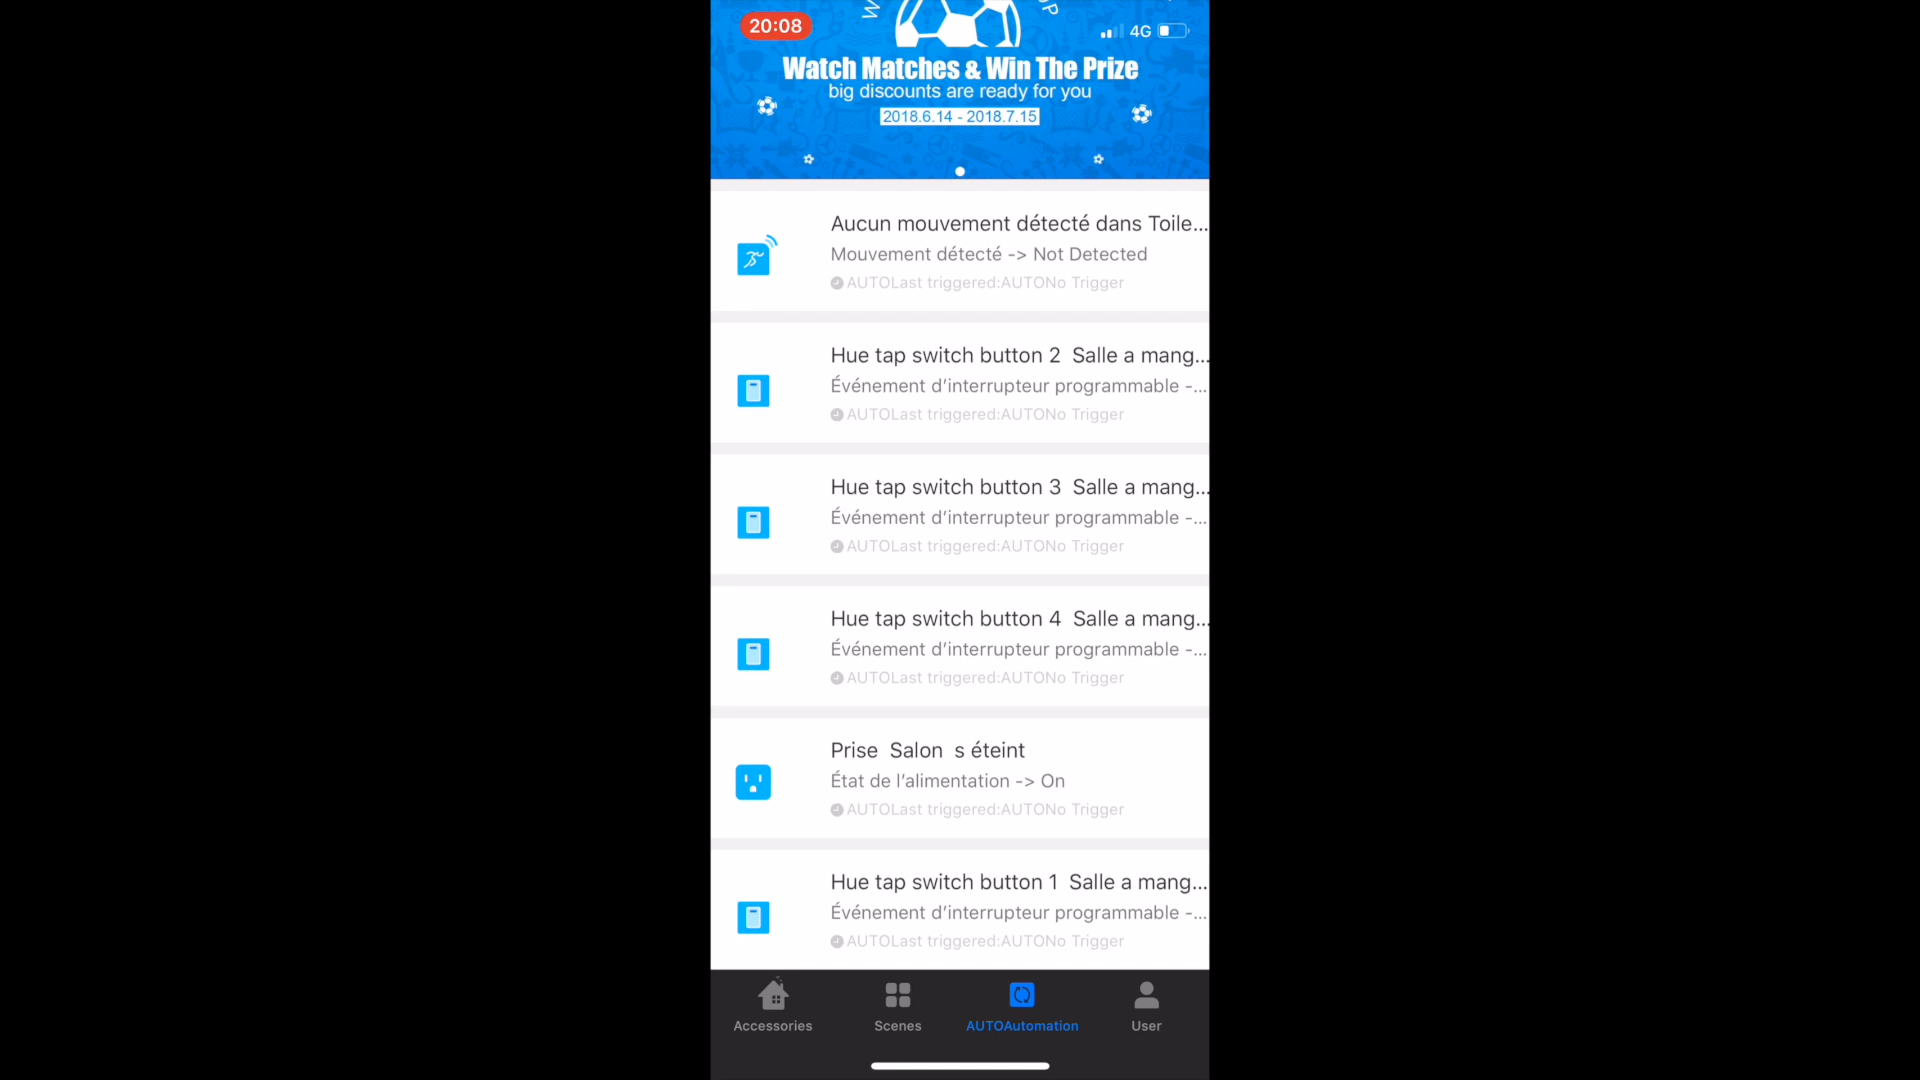 20:08
4G
Watch Matches & Win The Prize
big discounts are ready for you
2018.6.14 - 2018.7.15
Aucun mouvement détecté dans Toile...
Mouvement détecté -> Not Detected
AUTOLast triggered:AUTONo Trigger
Hue tap switch button 2 Salle a mang...
Événement d’interrupteur programmable -...
AUTOLast triggered:AUTONo Trigger
Hue tap switch button 3 Salle a mang...
Événement d’interrupteur programmable -...
AUTOLast triggered:AUTONo Trigger
Hue tap switch button 4 Salle a mang...
Événement d’interrupteur programmable -...
AUTOLast triggered:AUTONo Trigger
Prise Salon s éteint
État de l’alimentation -> On
AUTOLast triggered:AUTONo Trigger
Hue tap switch button 1 Salle a mang...
Événement d’interrupteur programmable -...
AUTOLast triggered:AUTONo Trigger
Accessories
Scenes
AUTOAutomation
User